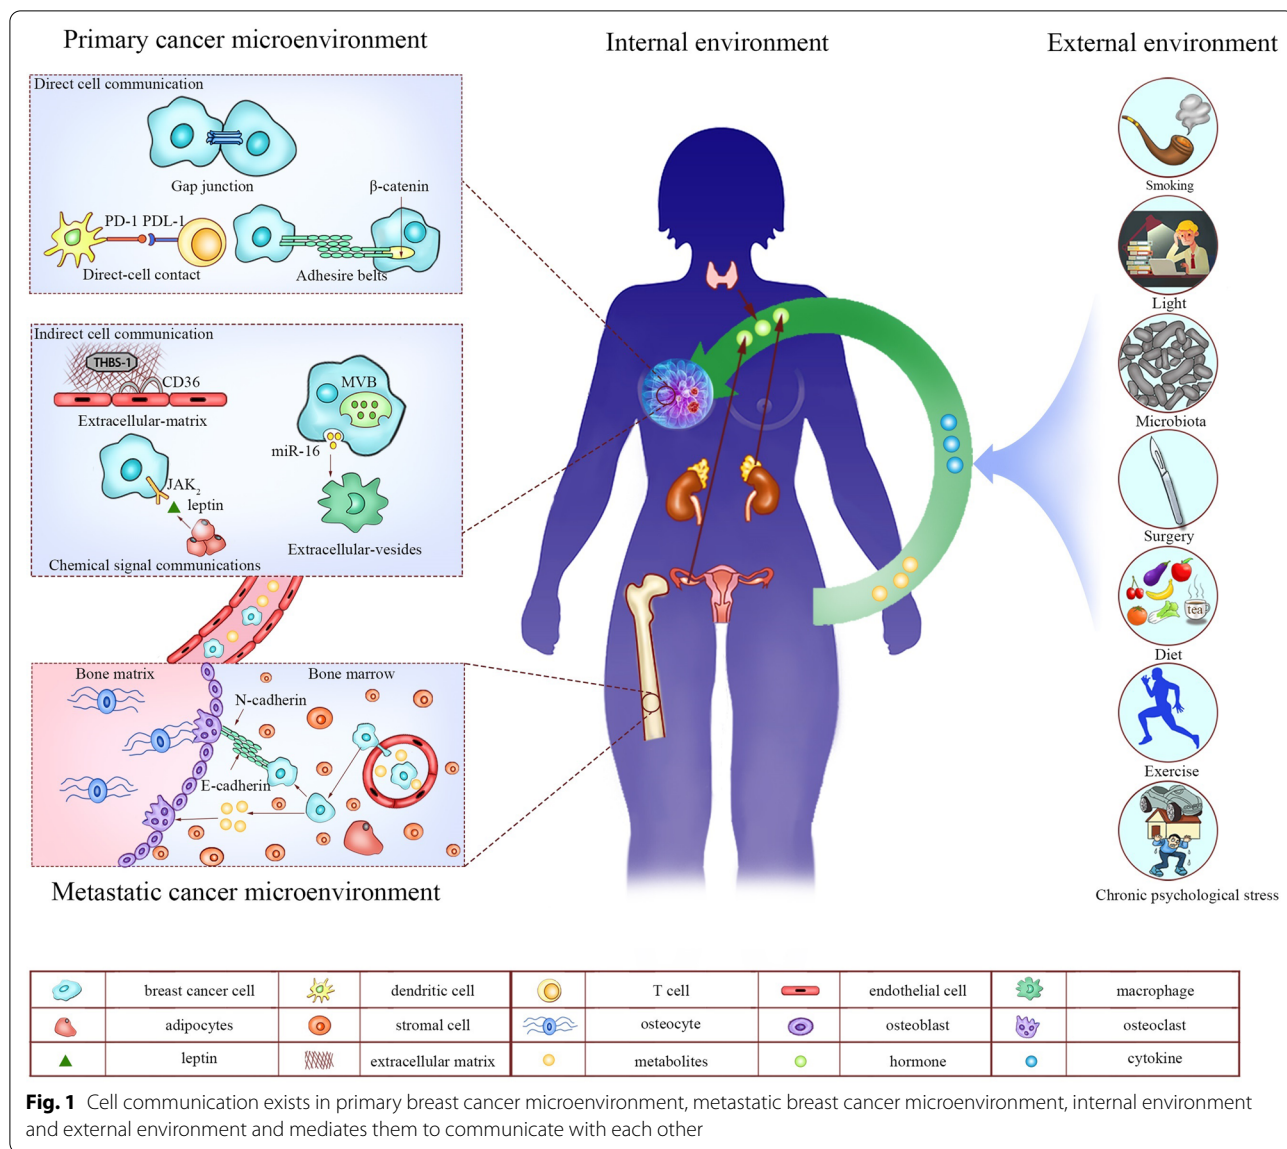 Primary cancer microenvironment
Internal environment
External environment
Direct cell communication
Gap junction
β-catenin
PD-1 PDL-1
Direct-cell contact
Adhesire belts
Indirect cell communication
THBS-1
CD36
Extracellular-matrix
MVB
miR-16
JAK2
leptin
Extracellular-vesides
Chemical signal communications
Bone matrix
Bone marrow
N-cadherin
E-cadherin
Metastatic cancer microenvironment
Smoking
Light
Microbiota
Surgery
tea
Diet
Exercise
Chronic psychological stress
breast cancer cell
dendritic cell
T cell
endothelial cell
macrophage
adipocytes
stromal cell
osteocyte
osteoblast
osteoclast
leptin
extracellular matrix
metabolites
hormone
cytokine
Fig. 1 Cell communication exists in primary breast cancer microenvironment, metastatic breast cancer microenvironment, internal environment
and external environment and mediates them to communicate with each other